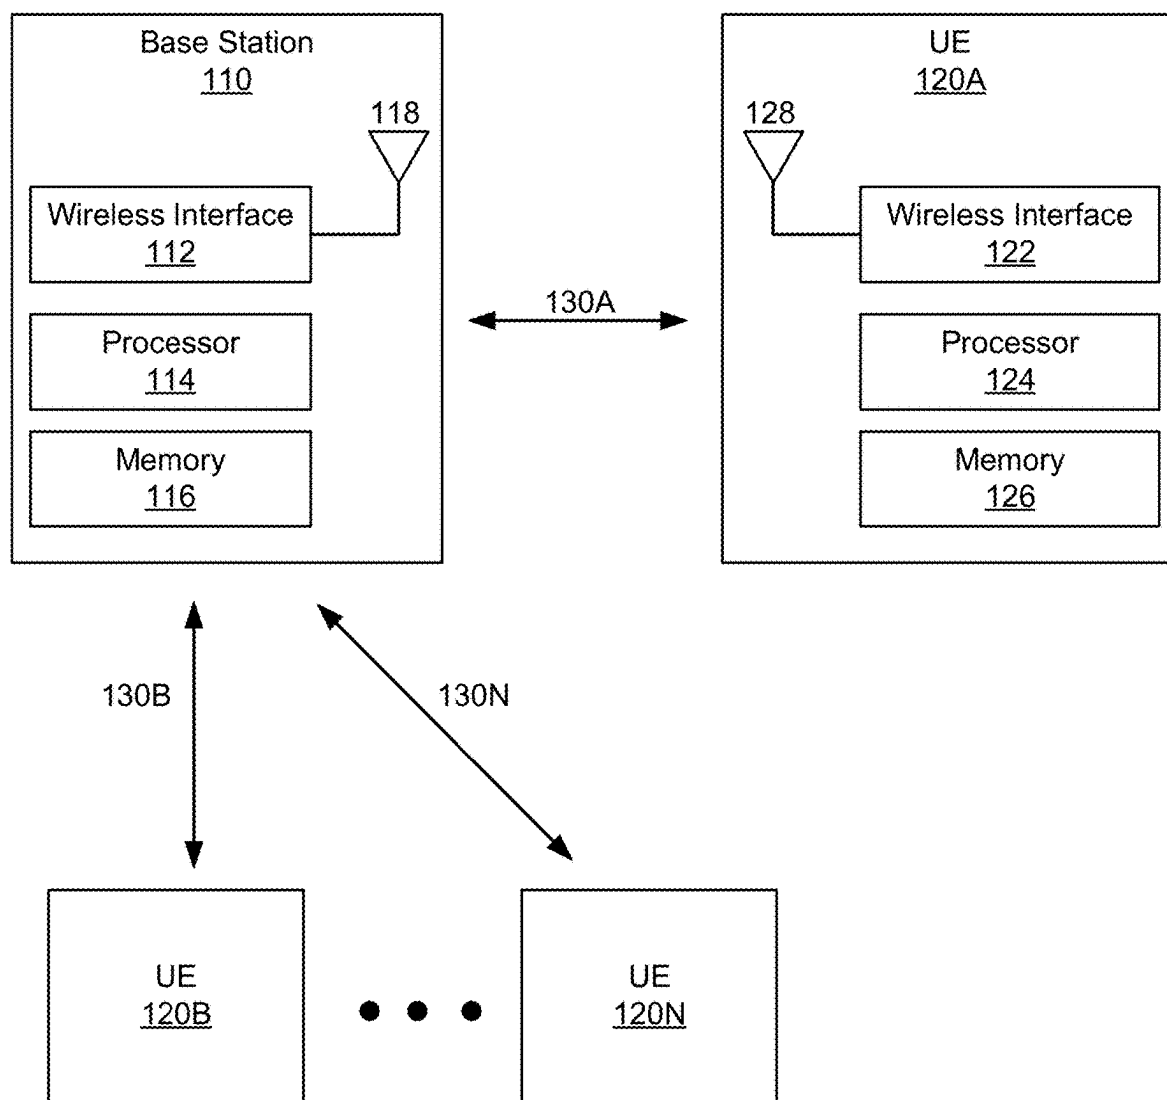 Base Station
110
118
Wireless Interface
112
Processor
114
Memory
116
UE
120A
128
Wireless Interface
122
Processor
124
Memory
126
130A
130B
130N
UE
120B
UE
120N